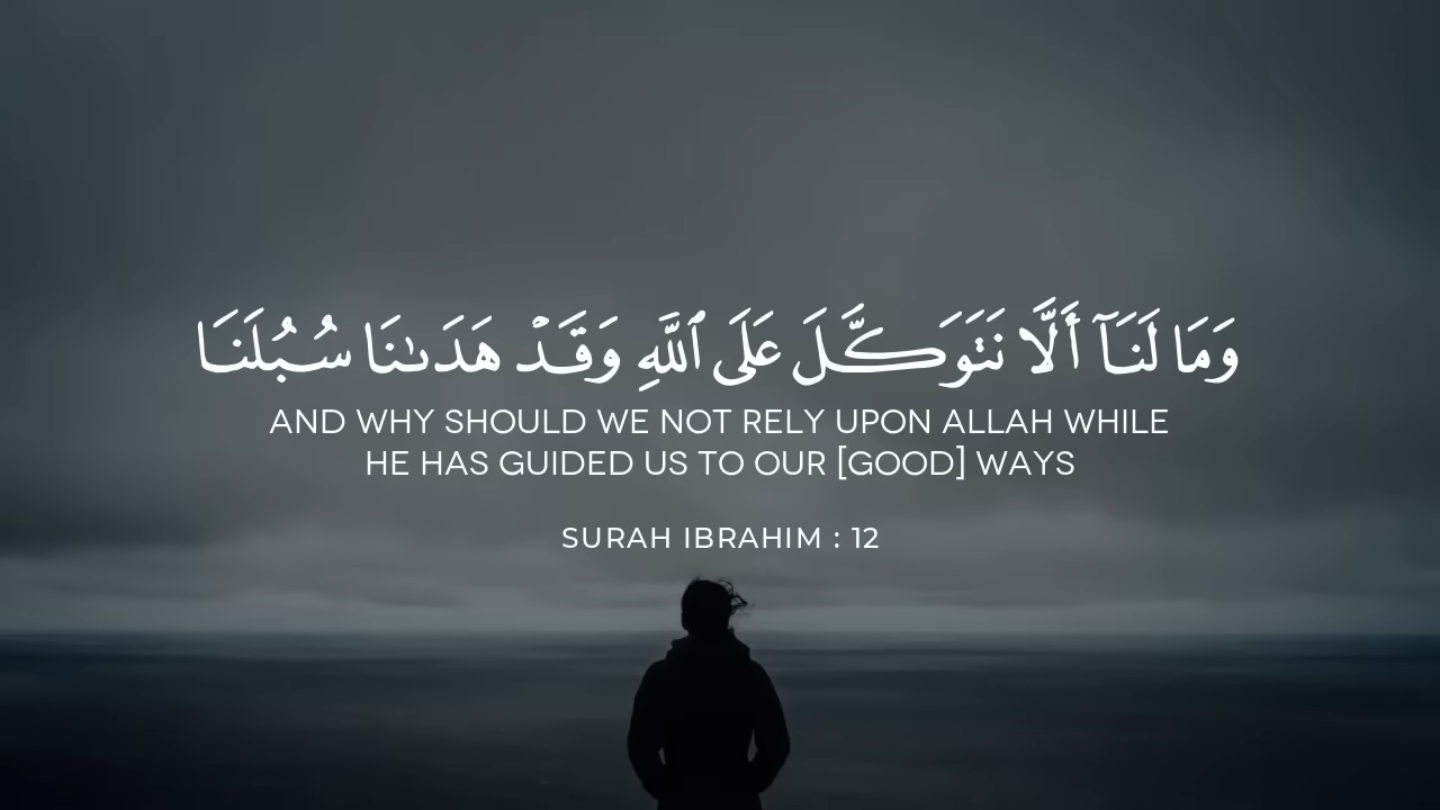 وَمَا لَنَآ أَلَّا نَتَوَكَّلَ عَلَى ٱللَّهِ وَقَدْ هَدَىٰنَا سُبُلَنَا
AND WHY SHOULD WE NOT RELY UPON ALLAH WHILE
HE HAS GUIDED US TO OUR [GOOD] WAYS
SURAH IBRAHIM : 12